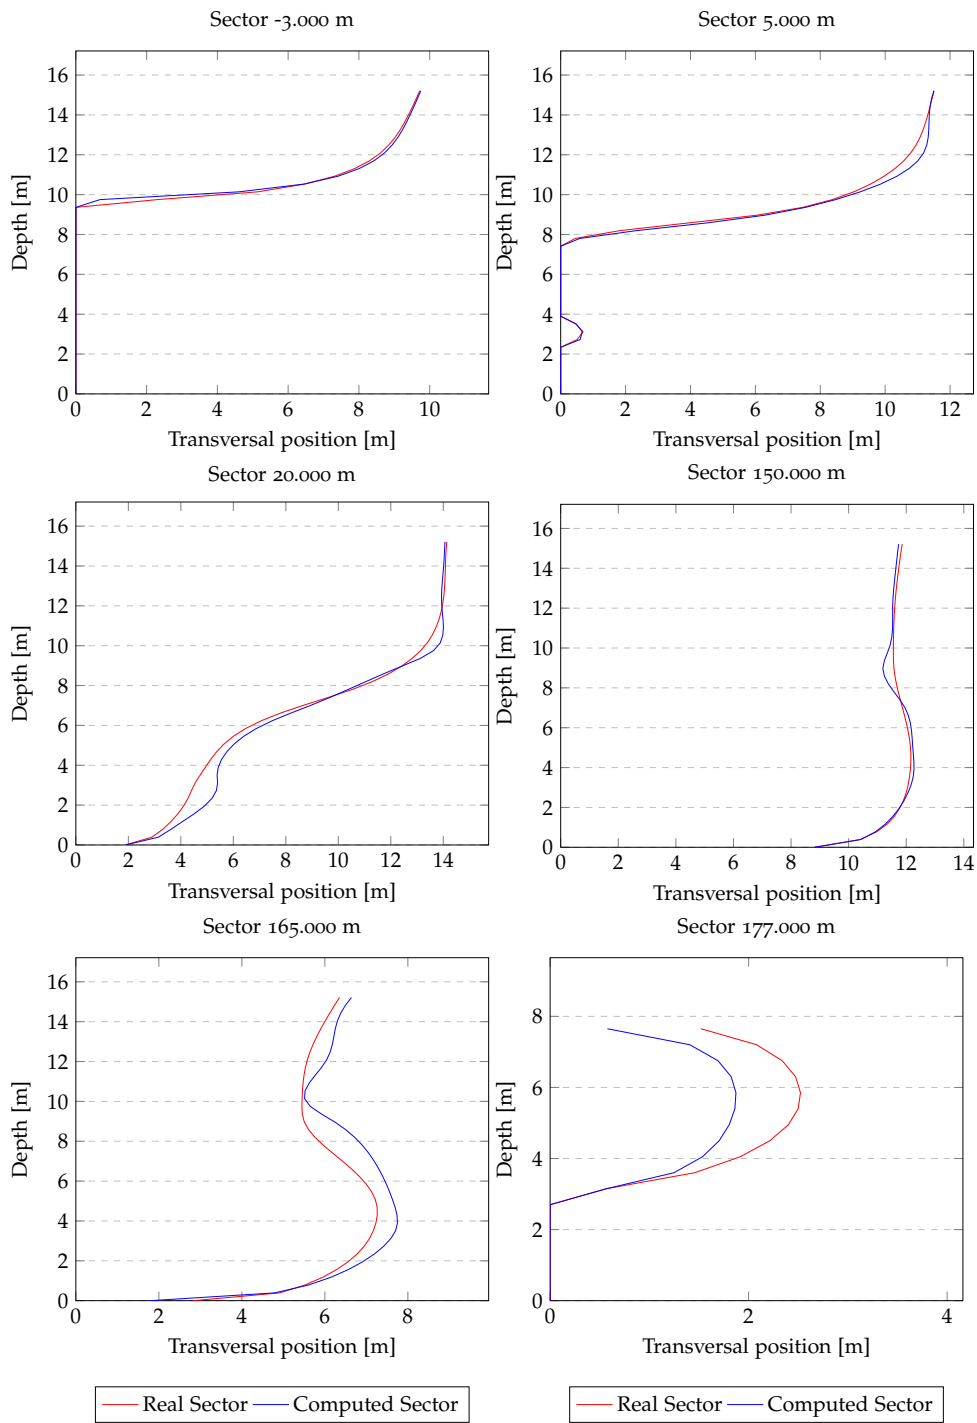 Sector -3.000 m
Sector 5.000 m
16
14
12
10
8
6
4
2
0
Depth [m]
0 2 4 6 8 10
Transversal position [m]
16
14
12
10
8
6
4
2
0
Depth [m]
0 2 4 6 8 10 12
Transversal position [m]
Sector 20.000 m
Sector 150.000 m
16
14
12
10
8
6
4
2
0
Depth [m]
0 2 4 6 8 10 12 14
Transversal position [m]
16
14
12
10
8
6
4
2
0
Depth [m]
0 2 4 6 8 10 12 14
Transversal position [m]
Sector 165.000 m
Sector 177.000 m
16
14
12
10
8
6
4
2
0
Depth [m]
0 2 4 6 8
Transversal position [m]
8
6
4
2
0
Depth [m]
0 2 4
Transversal position [m]
Real Sector Computed Sector
Real Sector Computed Sector